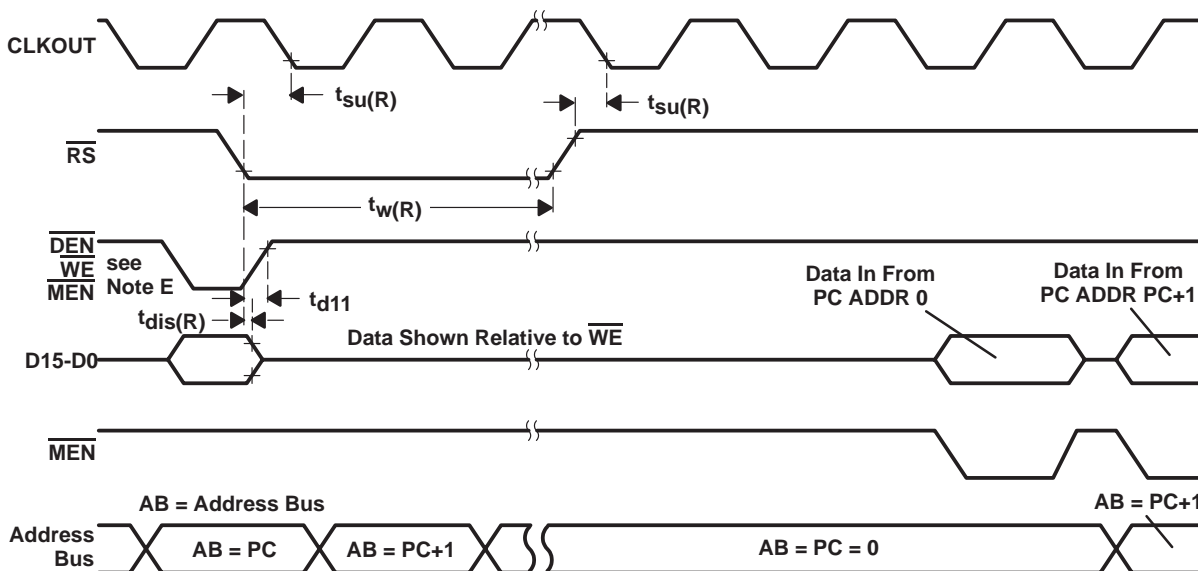 CLKOUT
tsu(R)
tsu(R)
RS
tw(R)
DEN
WE
MEN
see
Note E
td11
tdis(R)
Data In From
PC ADDR 0
Data In From
PC ADDR PC+1
Data Shown Relative to WE
D15-D0
MEN
AB = Address Bus
AB = PC+1
Address
Bus
AB = PC
AB = PC+1
AB = PC = 0